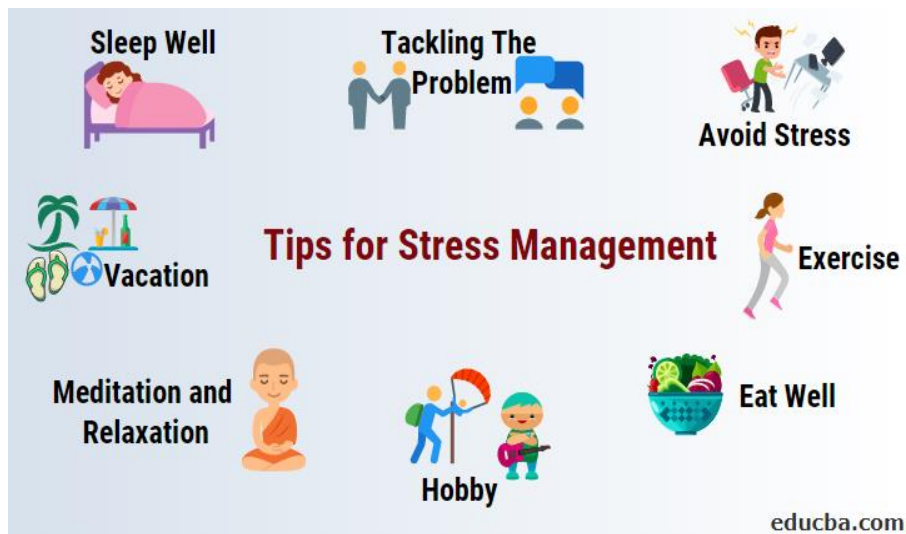 Sleep Well
Tackling The
Problem
Avoid Stress
Vacation
Tips for Stress Management
Exercise
Meditation and
Relaxation
Hobby
Eat Well
educba.com